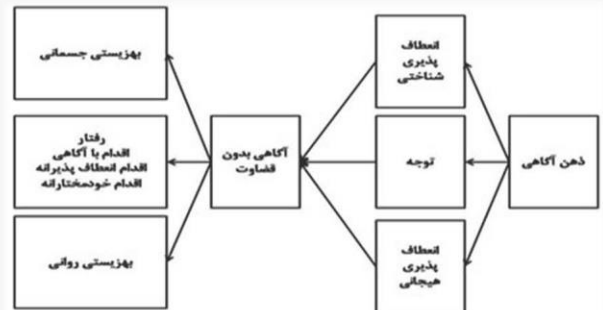 ذهن آگاهی
انعطاف
پذیری
شناختی
توجه
انعطاف
پذیری
هیجانی
آگاهی بدون
قضاوت
بهزیستی جسمانی
رفتار
اقدام با آگاهی
اقدام انعطاف پذیرانه
اقدام خودمختارانه
بهزیستی روانی